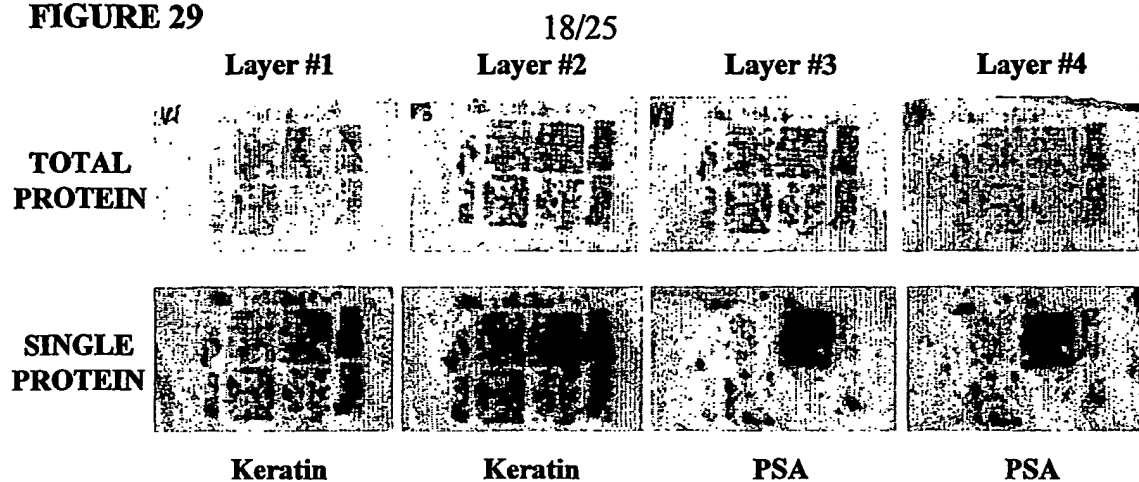 FIGURE 29
18/25
Layer #1 Layer #2 Layer #3 Layer #4
TOTAL
PROTEIN
SINGLE
PROTEIN
Keratin Keratin PSA PSA